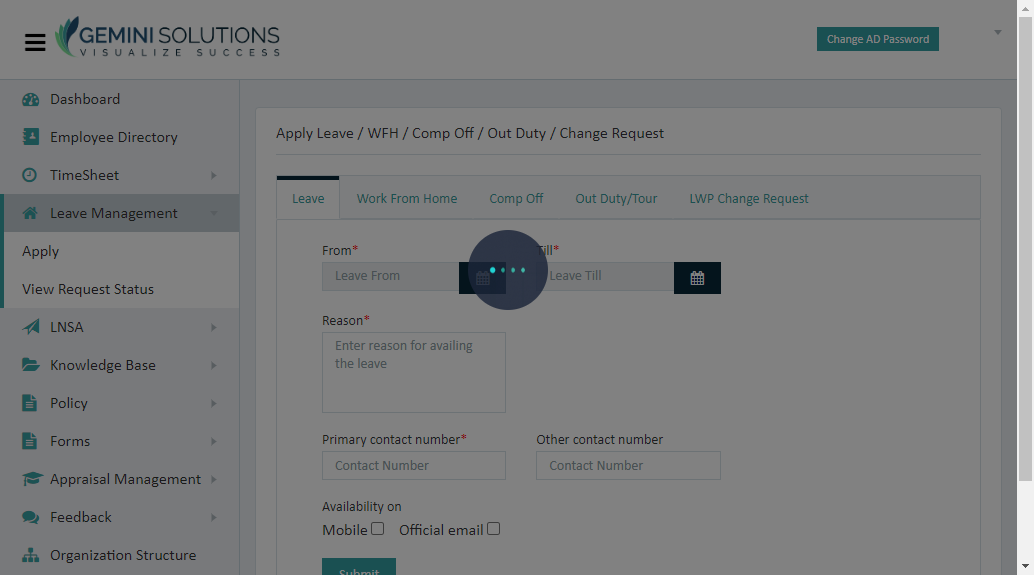 GEMINI SOLUTIONS
VISUALIZE SUCCESS
Change AD Password
Dashboard
Employee Directory
TimeSheet
Leave Management
Apply
View Request Status
LNSA
Knowledge Base
Policy
Forms
Appraisal Management
Feedback
Organization Structure
Apply Leave / WFH / Comp Off / Out Duty / Change Request
Leave Work From Home Comp Off Out Duty/Tour LWP Change Request
From* Till*
Leave From Leave Till
Reason*
Enter reason for availing
the leave
Primary contact number* Other contact number
Contact Number Contact Number
Availability on
Mobile Official email
Submit